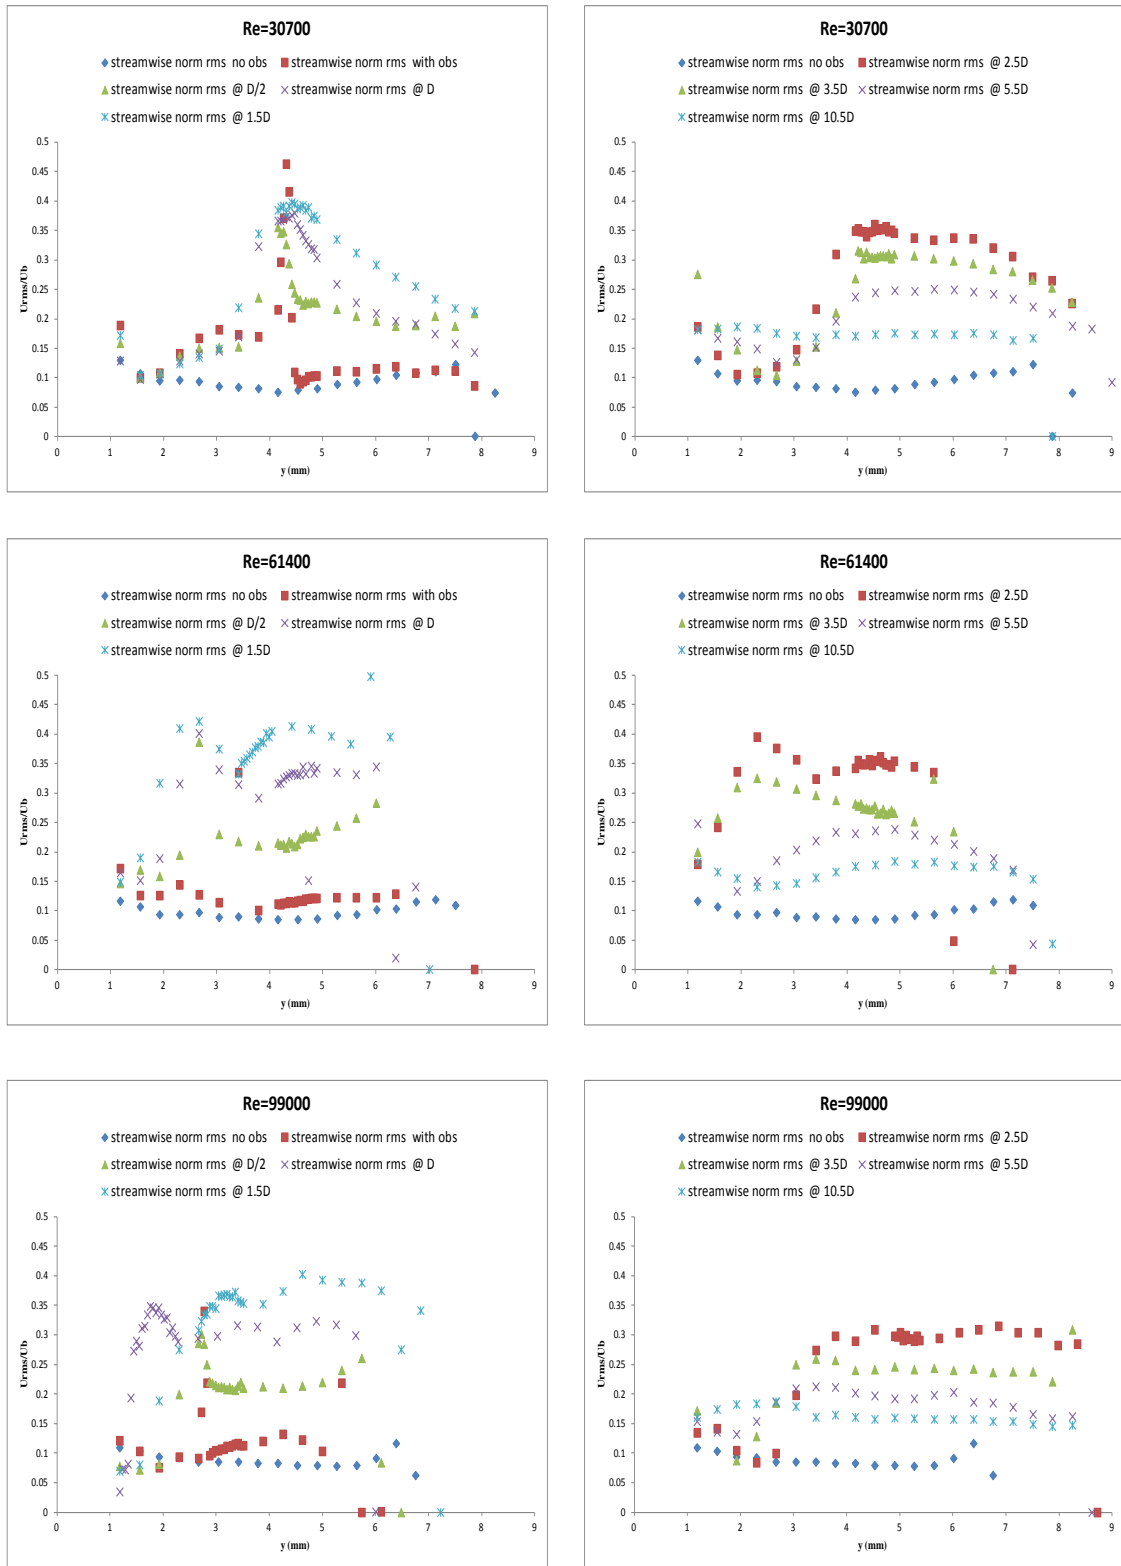 Re=30700
streamwise norm rms no obs streamwise norm rms with obs
streamwise norm rms @ D/2 streamwise norm rms @ D
streamwise norm rms @ 1.5D
0.5
0.45
0.4
0.35
0.3
0.25
0.2
0.15
0.1
0.05
0
Urms/Ub
0 1 2 3 4 5 6 7 8 9
y (mm)
Re=30700
streamwise norm rms no obs streamwise norm rms @ 2.5D
streamwise norm rms @ 3.5D streamwise norm rms @ 5.5D
streamwise norm rms @ 10.5D
0.5
0.45
0.4
0.35
0.3
0.25
0.2
0.15
0.1
0.05
0
Urms/Ub
0 1 2 3 4 5 6 7 8 9
y (mm)
Re=61400
streamwise norm rms no obs streamwise norm rms with obs
streamwise norm rms @ D/2 streamwise norm rms @ D
streamwise norm rms @ 1.5D
0.5
0.45
0.4
0.35
0.3
0.25
0.2
0.15
0.1
0.05
0
Urms/Ub
0 1 2 3 4 5 6 7 8 9
y (mm)
Re=61400
streamwise norm rms no obs streamwise norm rms @ 2.5D
streamwise norm rms @ 3.5D streamwise norm rms @ 5.5D
streamwise norm rms @ 10.5D
0.5
0.45
0.4
0.35
0.3
0.25
0.2
0.15
0.1
0.05
0
Urms/Ub
0 1 2 3 4 5 6 7 8 9
y (mm)
Re=99000
streamwise norm rms no obs streamwise norm rms with obs
streamwise norm rms @ D/2 streamwise norm rms @ D
streamwise norm rms @ 1.5D
0.5
0.45
0.4
0.35
0.3
0.25
0.2
0.15
0.1
0.05
0
Urms/Ub
0 1 2 3 4 5 6 7 8 9
y (mm)
Re=99000
streamwise norm rms no obs streamwise norm rms @ 2.5D
streamwise norm rms @ 3.5D streamwise norm rms @ 5.5D
streamwise norm rms @ 10.5D
0.5
0.45
0.4
0.35
0.3
0.25
0.2
0.15
0.1
0.05
0
Urms/Ub
0 1 2 3 4 5 6 7 8 9
y (mm)